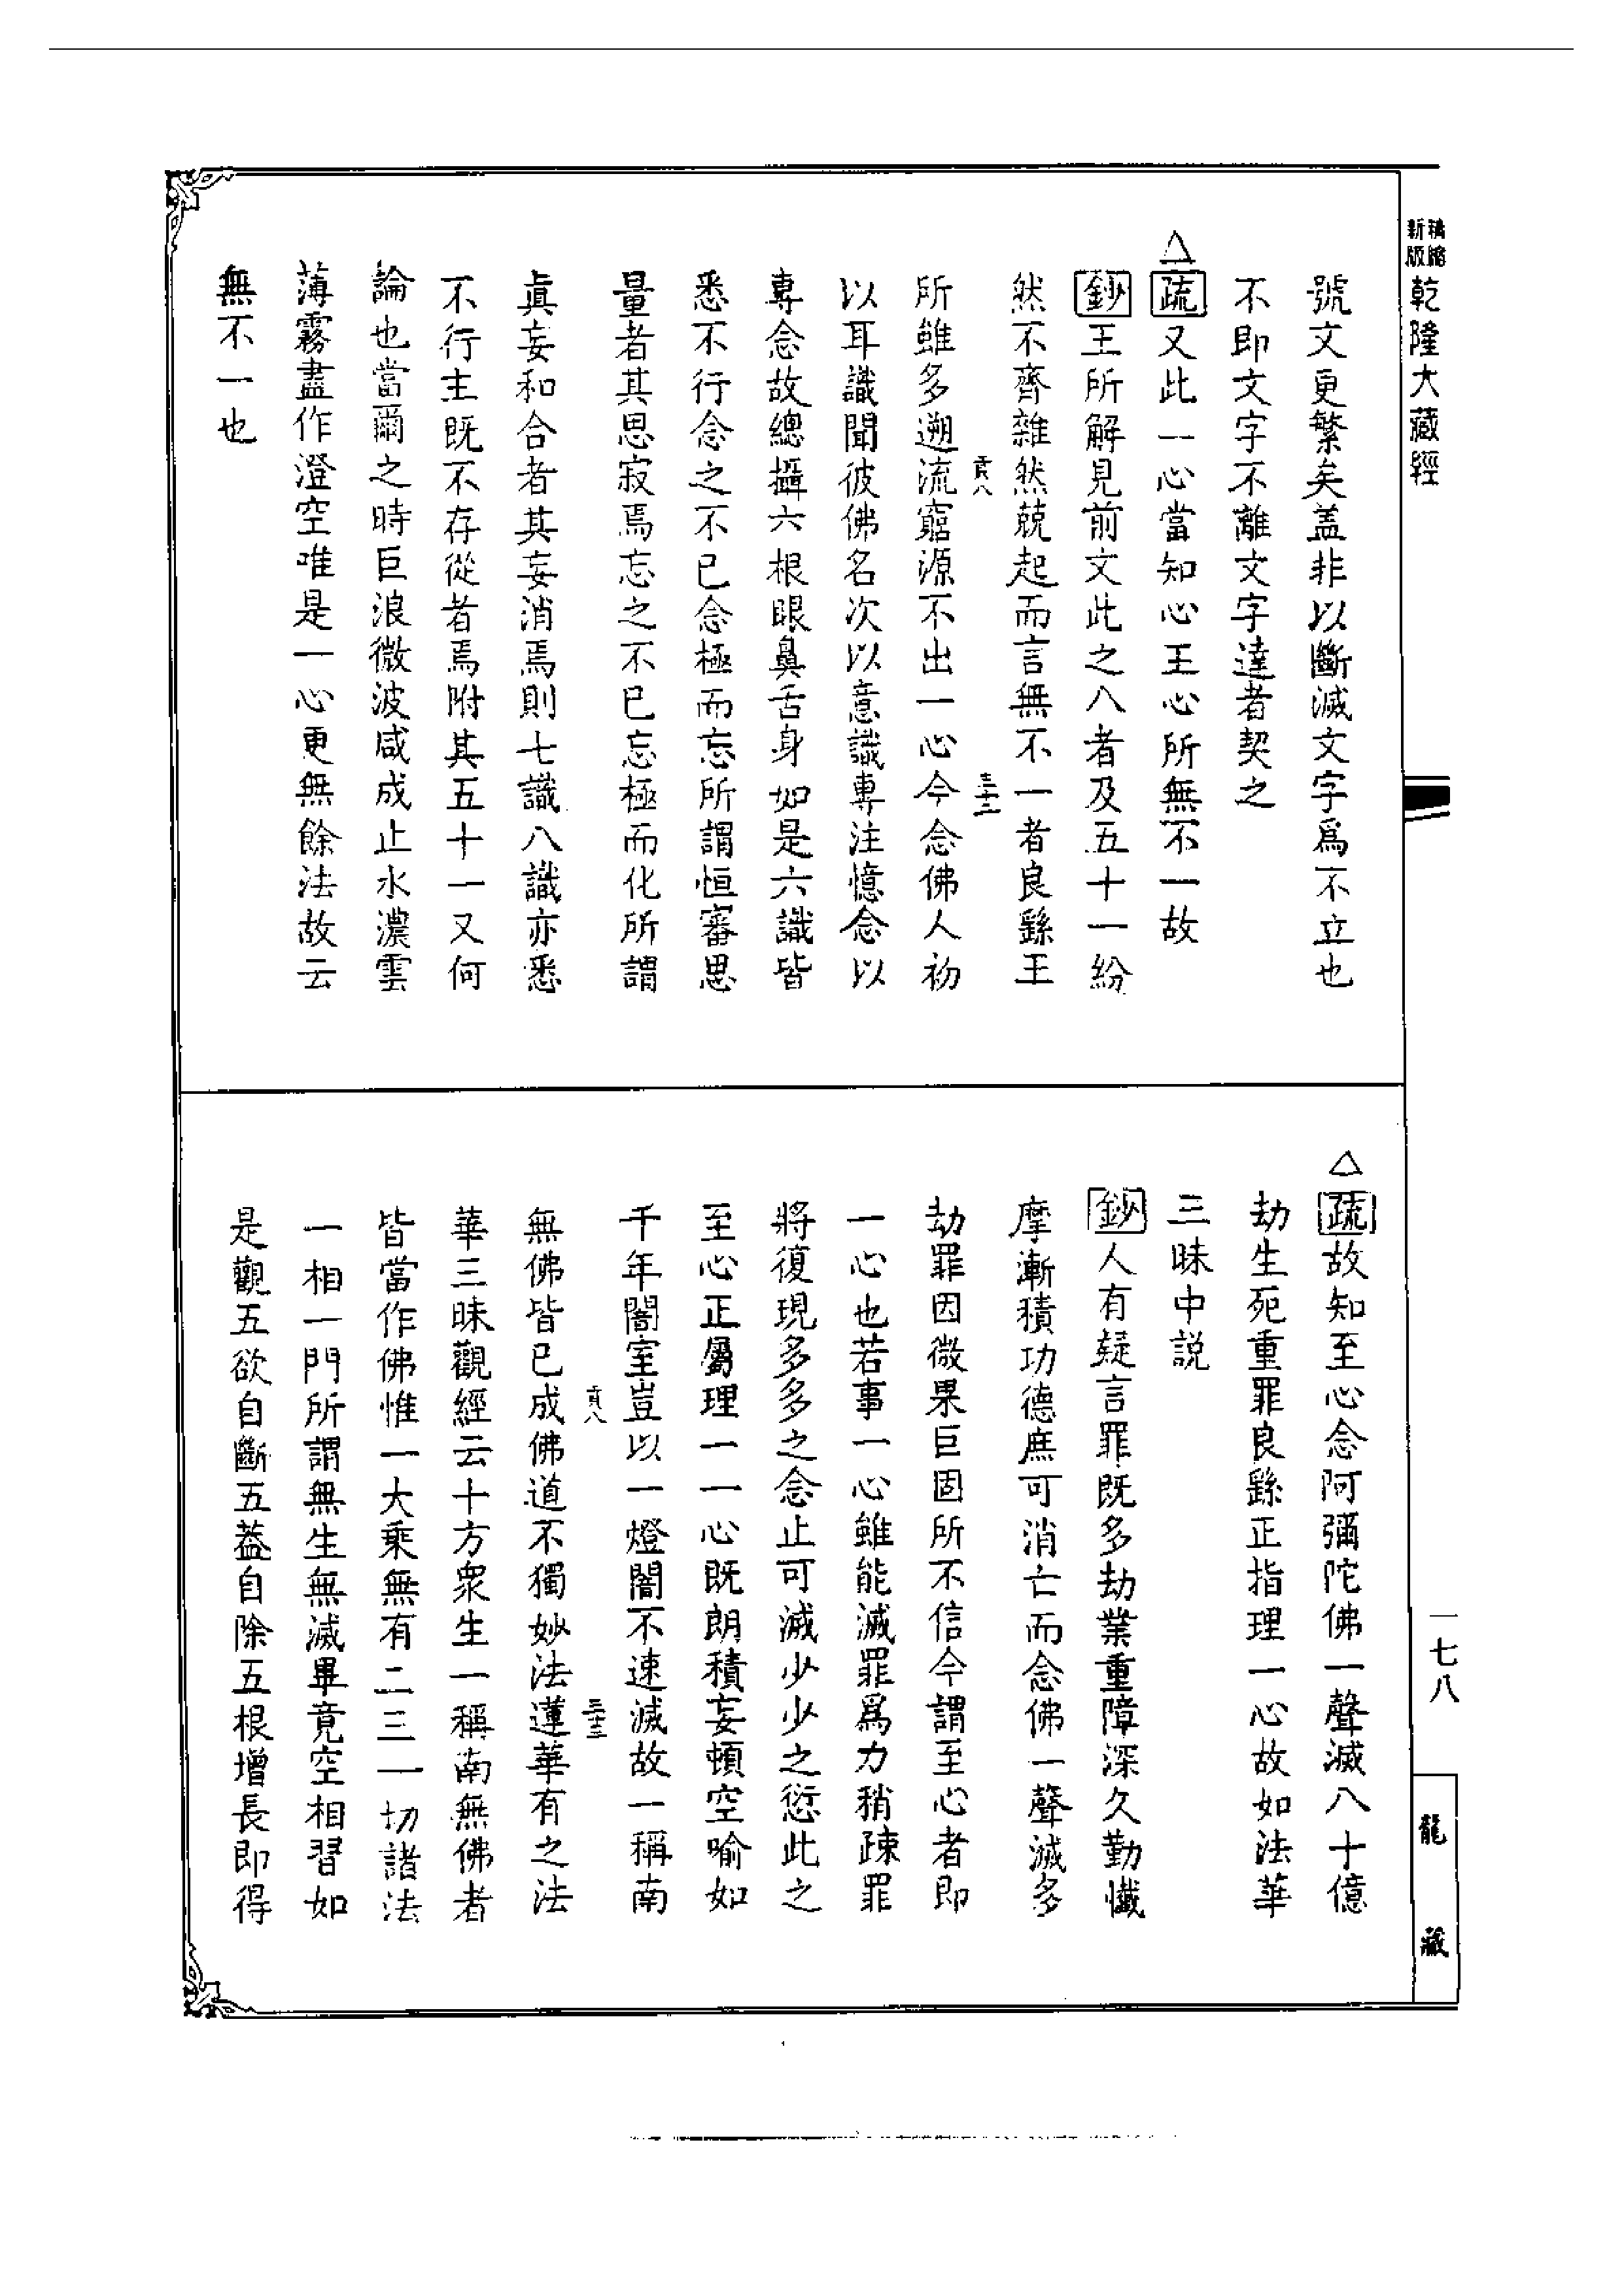 新版
精縮
乾隆大藏經
號文更繁矣盖非以斷滅文字爲不立也
不即文字不離文字達者契之
△疏又此一心當知心王心所無不一故
鈔王所解見前文此之八者及五十一紛
然不齊雜然兢起而言無不一者良繇王
貢八
三十二
所雖多遡流窮源不出一心今念佛人初
以耳識聞彼佛名次以意識專注憶念以
專念故總攝六根眼鼻舌身如是六識皆
悉不行念之不已念極而忘所謂恒審思
量者其思寂焉忘之不已忘極而化所謂
眞妄和合者其妄消焉則七識八識亦悉
不行主既不存從者焉附其五十一又何
論也當爾之時巨浪微波咸成止水濃雲
薄霧盡作澄空唯是一心更無餘法故云
無不一也
△疏故知至心念阿彌陀佛一聲滅八十億
劫生死重罪良繇正指理一心故如法華
三昧中説
鈔人有疑言罪既多劫業重障深久勤懺
摩漸積功德庶可消亡而念佛一聲滅多
劫罪因微果巨固所不信今謂至心者即
一心也若事一心雖能滅罪爲力稍疎罪
將復現多多之念止可滅少少之愆此之
至心正屬理一一心既朗積妄頓空喻如
千年闇室豈以一燈闇不速滅故一稱南
貢八
三十三
無佛皆已成佛道不獨妙法蓮華有之法
華三昧觀經云十方衆生一稱南無佛者
皆當作佛惟一大乘無有二三一切諸法
一相一門所謂無生無滅畢竟空相習如
是觀五欲自斷五葢自除五根增長即得
一七八
龍藏